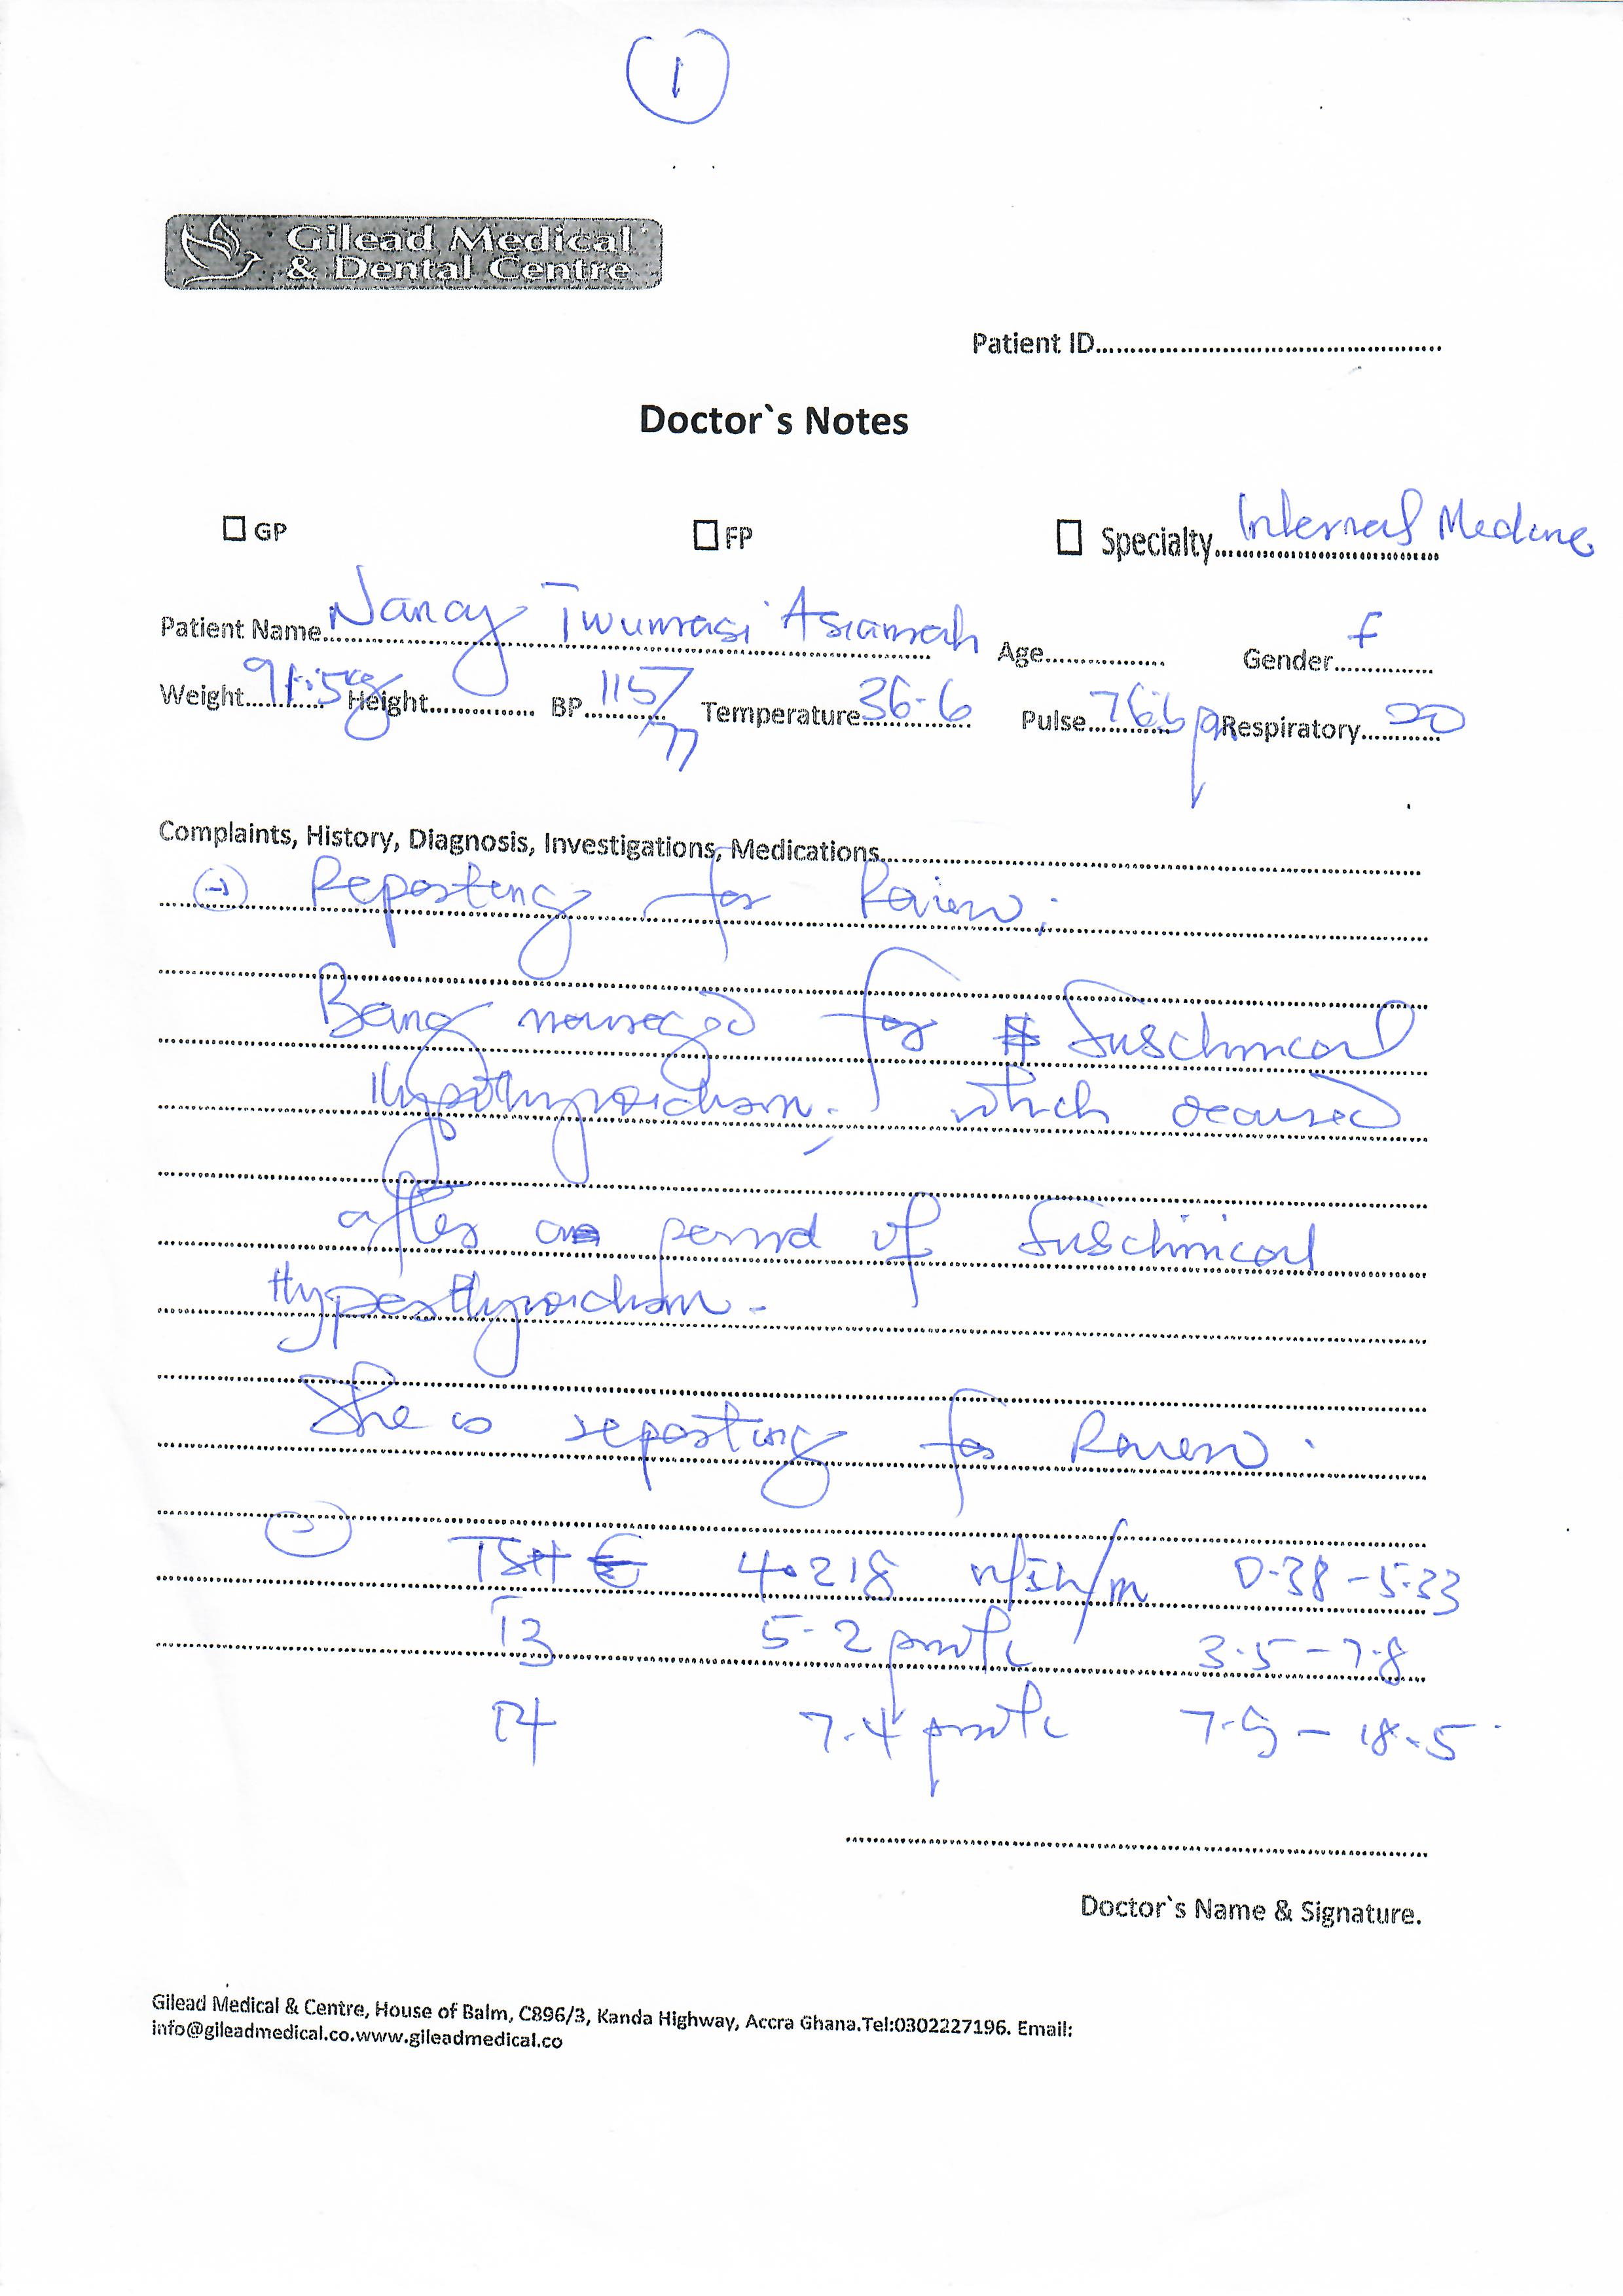 1
Gilead Medical
& Dental Centre
Patient ID
Doctor`s Notes
GP FP Specialty Internal Medicine
Patient Name Nancy Twumasi Asiamah Age Gender F
Weight 91.5kg Height BP 115/77 Temperature 36.6 Pulse 76bpm Respiratory 20
Complaints, History, Diagnosis, Investigations, Medications
Reporting for Review;
Being managed for Subclinical
Hypothyroidism, which occurred
after a period of Subclinical
Hyperthyroidism.
She is reporting for Review.
TSH 4.218 0.38 - 5.33
T3 5.2 pmol/L 3.5 - 7.8
T4 7.4 pmol/L 7.5 - 18.5
Doctor`s Name & Signature.
Gilead Medical & Centre, House of Balm, C896/3, Kanda Highway, Accra Ghana.Tel:0302227196. Email:
info@gileadmedical.co.www.gileadmedical.co